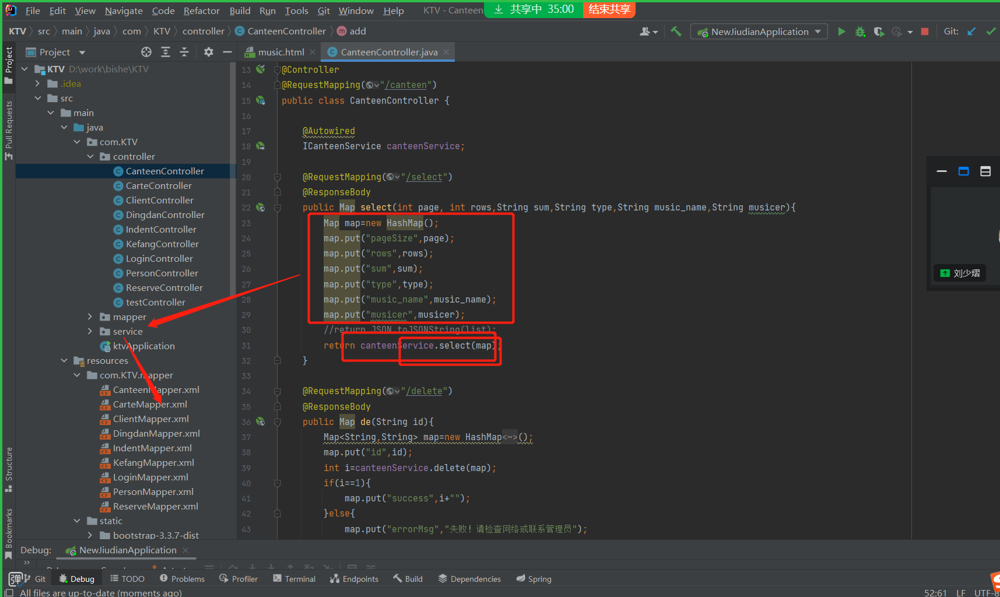 File Edit View Navigate Code Refactor Build Run Tools Git Window Help KTV - Canteen
共享中 35:00 结束共享
KTV src main java com KTV controller CanteenController add
NewJiudianApplication Git:
Project
music.html CanteenController.java
Project
Pull Requests
Structure
Bookmarks
KTV D:\work\bishe\KTV
.idea
src
main
java
com.KTV
controller
CanteenController
CarteController
ClientController
DingdanController
IndentController
KefangController
LoginController
PersonController
ReserveController
testController
mapper
service
ktvApplication
resources
com.KTV.mapper
CanteenMapper.xml
CarteMapper.xml
ClientMapper.xml
DingdanMapper.xml
IndentMapper.xml
KefangMapper.xml
LoginMapper.xml
PersonMapper.xml
ReserveMapper.xml
static
bootstrap-3.3.7-dist
13 @Controller
14 @RequestMapping("/canteen")
15 public class CanteenController {
16
17 @Autowired
18 ICanteenService canteenService;
19
20 @RequestMapping("/select")
21 @ResponseBody
22 public Map select(int page, int rows,String sum,String type,String music_name,String musicer){
23 Map map=new HashMap();
24 map.put("pageSize",page);
25 map.put("rows",rows);
26 map.put("sum",sum);
27 map.put("type",type);
28 map.put("music_name",music_name);
29 map.put("musicer",musicer);
30 //return JSON.toJSONString(list);
31 return canteenService.select(map);
32 }
33
34 @RequestMapping("/delete")
35 @ResponseBody
36 public Map de(String id){
37 Map<String,String> map=new HashMap<~>();
38 map.put("id",id);
39 int i=canteenService.delete(map);
40 if(i==1){
41 map.put("success",i+"");
42 }else{
43 map.put("errorMsg","失败！请检查网络或联系管理员");
刘少熠
Debug: NewJiudianApplication
弹
Git Debug TODO Problems Profiler Terminal Endpoints Build Dependencies Spring
All files are up-to-date (moments ago)
52:61 LF UTF-8